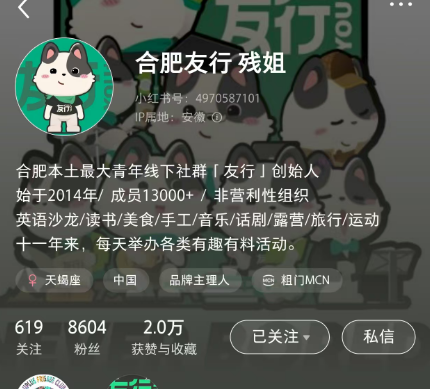 友行
YOU
合肥友行 残姐
小红书号：4970587101
IP属地：安徽
友行
合肥本土最大青年线下社群「友行」创始人
始于2014年/ 成员13000+ / 非营利性组织
英语沙龙/读书/美食/手工/音乐/话剧/露营/旅行/运动
十一年来，每天举办各类有趣有料活动。
天蝎座 中国 品牌主理人 粗门MCN
619 8604 2.0万
关注 粉丝 获赞与收藏
已关注 私信
友行